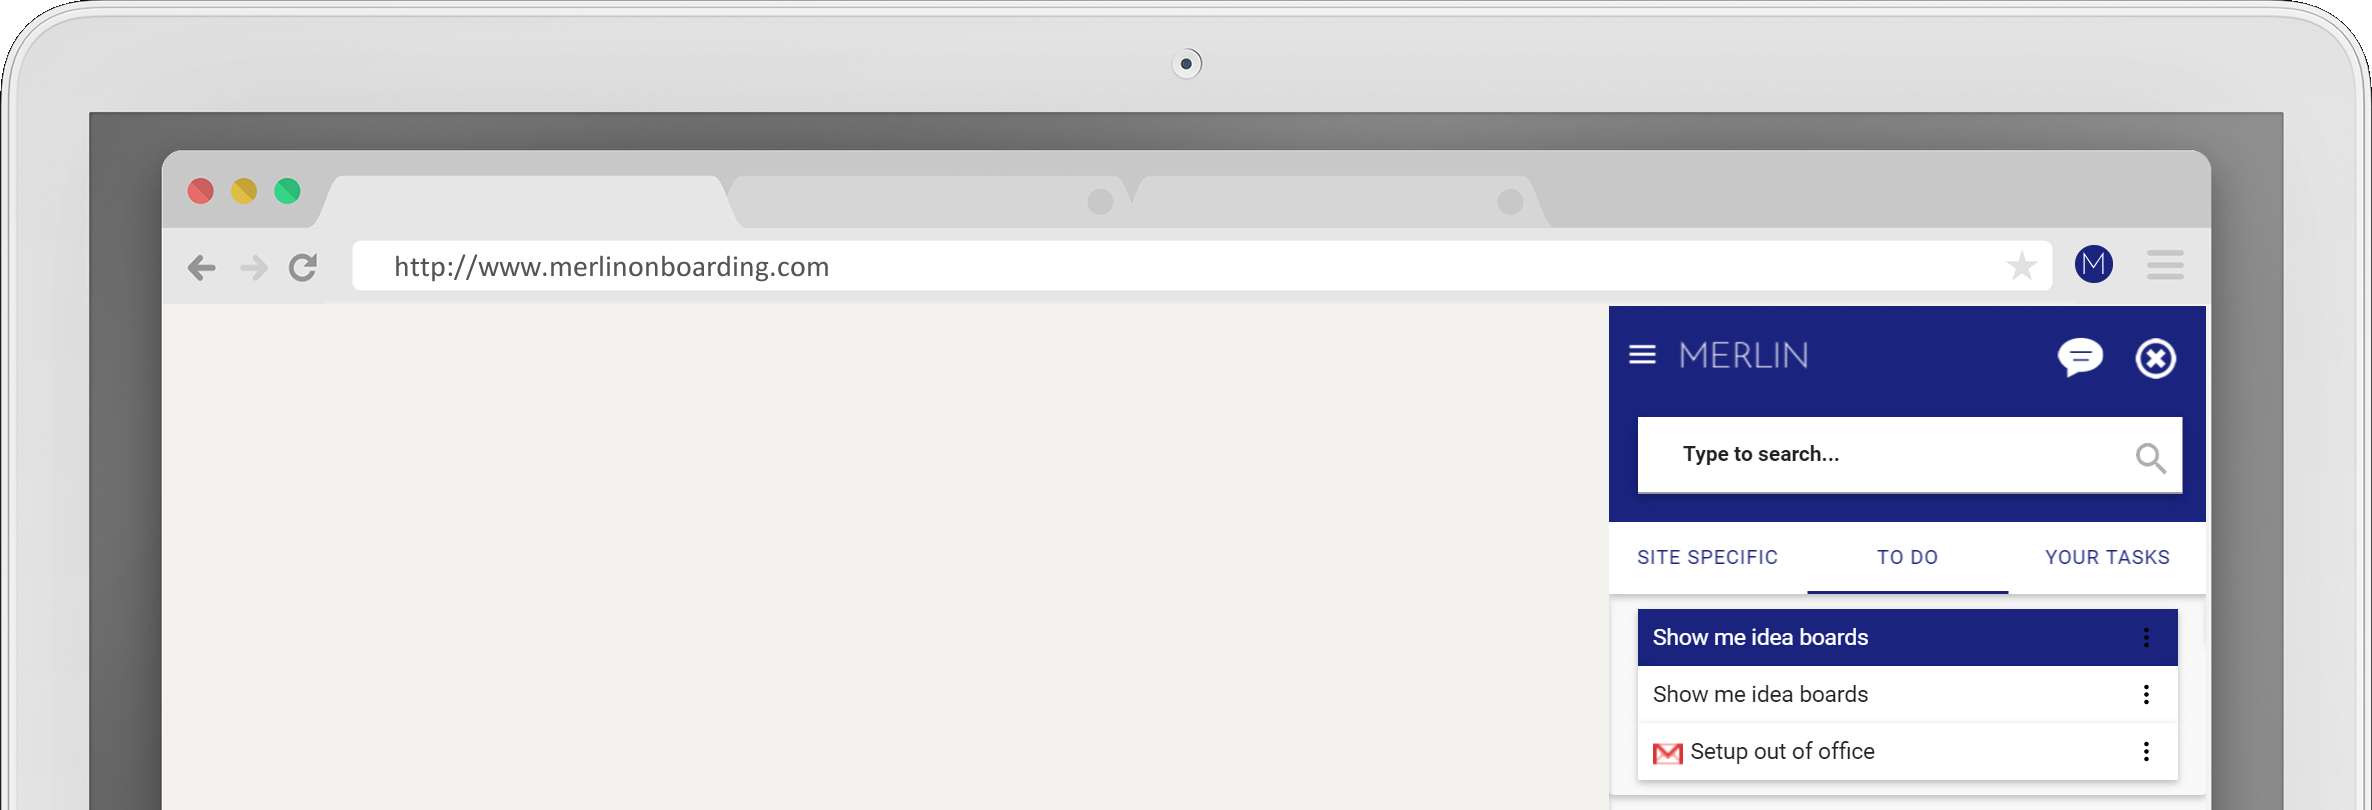 http://www.merlinonboarding.com
M
MERLIN
Type to search...
SITE SPECIFIC TO DO YOUR TASKS
Show me idea boards
Show me idea boards
Setup out of office